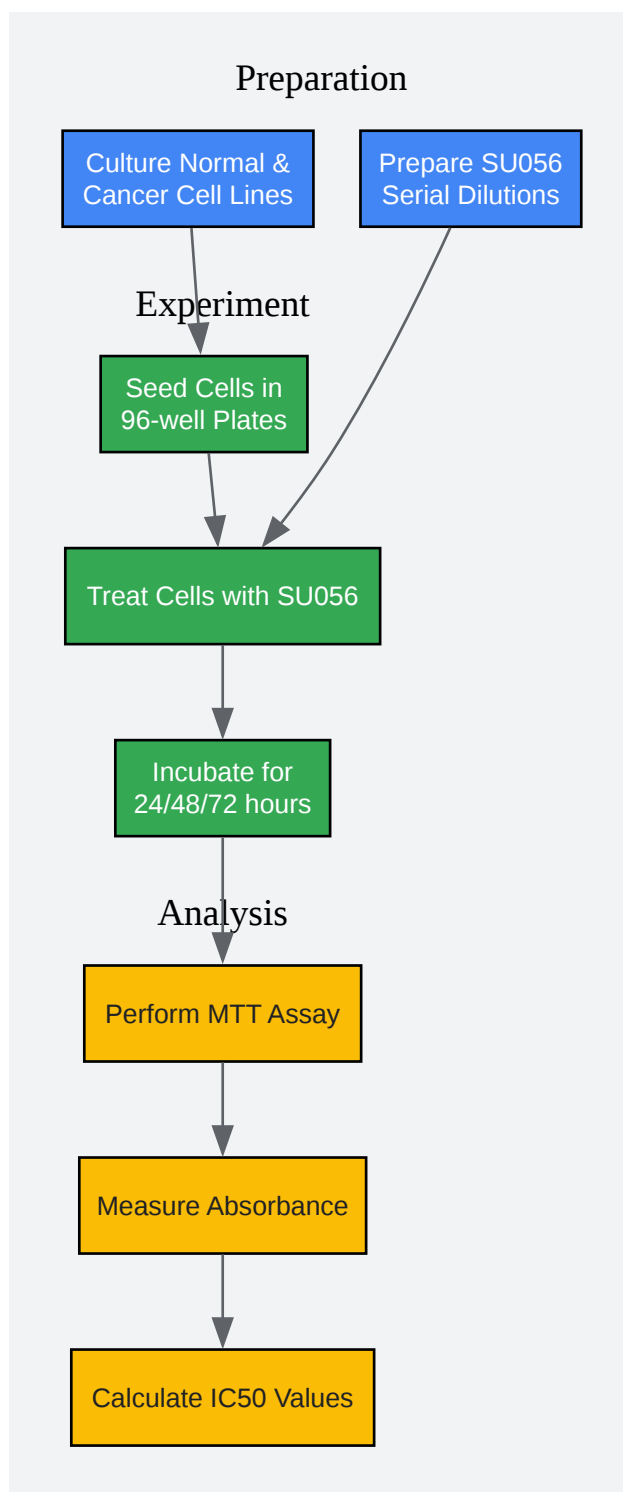 Preparation
Culture Normal &
Cancer Cell Lines
Prepare SU056
Serial Dilutions
Experiment
Seed Cells in
96-well Plates
Treat Cells with SU056
Incubate for
24/48/72 hours
Analysis
Perform MTT Assay
Measure Absorbance
Calculate IC50 Values